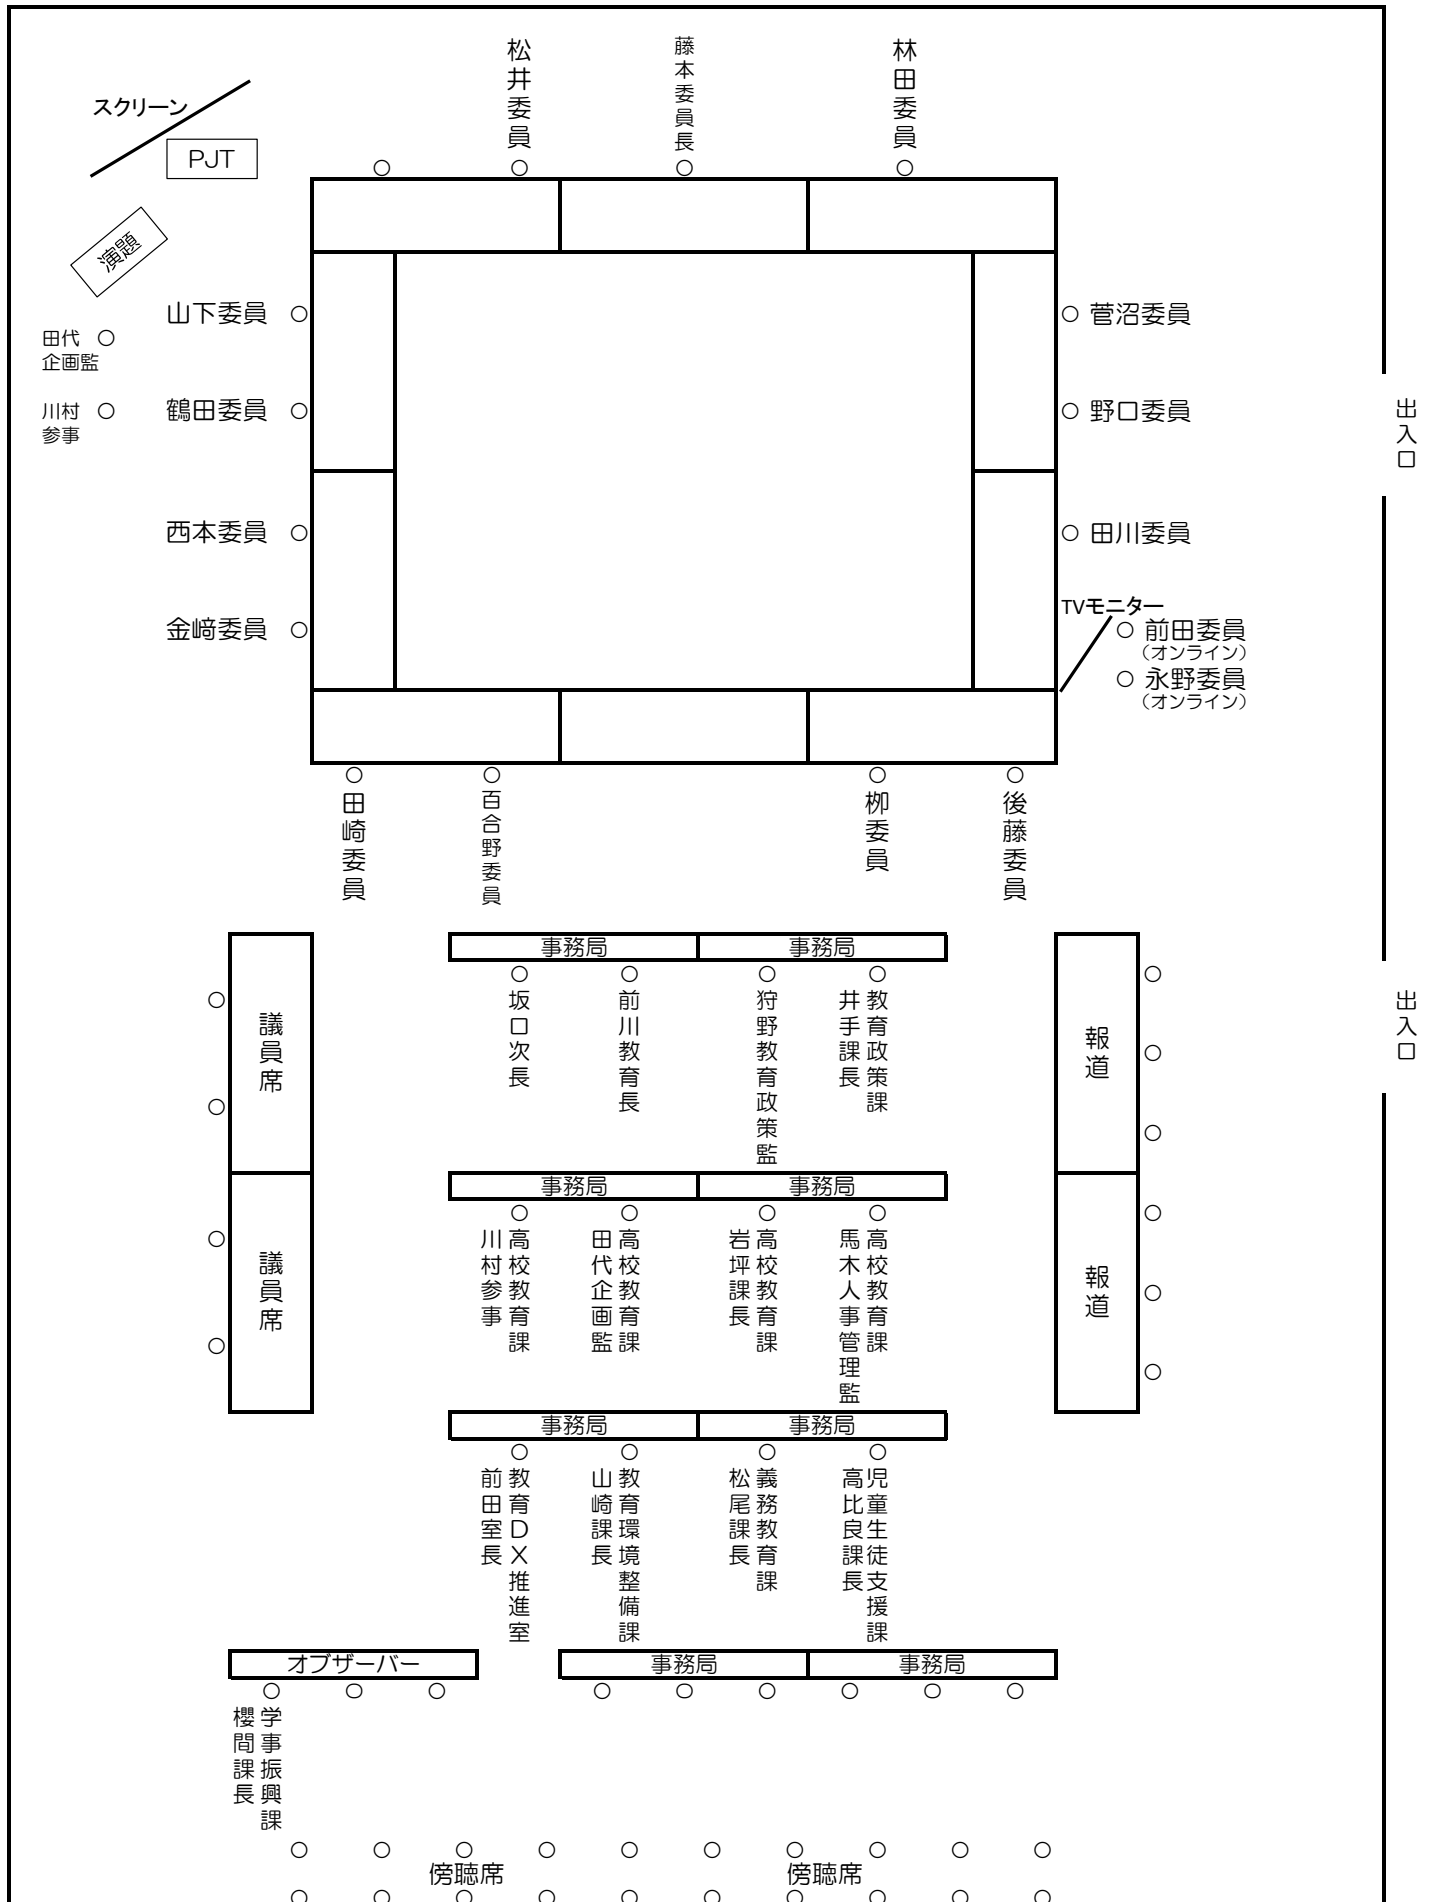 松井委員
藤本委員長
林田委員
スクリーン
PJT
演題
山下委員
菅沼委員
田代
企画監
川村
参事
鶴田委員
野口委員
出入口
西本委員
田川委員
TVモニター
金﨑委員
前田委員
(オンライン)
永野委員
(オンライン)
田崎委員
百合野委員
栁委員
後藤委員
事務局
事務局
坂口次長
前川教育長
狩野教育政策監
教育政策課
井手課長
議員席
報道
出入口
事務局
事務局
高校教育課
川村参事
高校教育課
田代企画監
高校教育課
岩坪課長
高校教育課
馬木人事管理監
議員席
報道
事務局
事務局
教育DX推進室
前田室長
教育環境整備課
山崎課長
義務教育課
松尾課長
児童生徒支援課
高比良課長
オブザーバー
事務局
事務局
学事振興課
櫻間課長
傍聴席
傍聴席